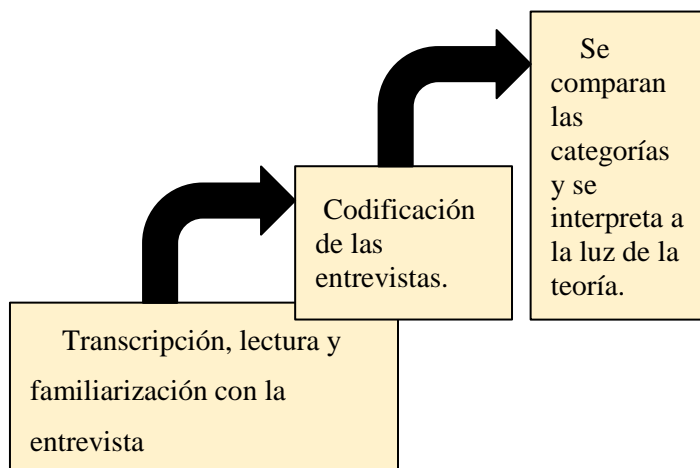 Se
comparan
las
categorías
y se
interpreta a
la luz de la
teoría.
Codificación
de las
entrevistas.
Transcripción, lectura y
familiarización con la
entrevista